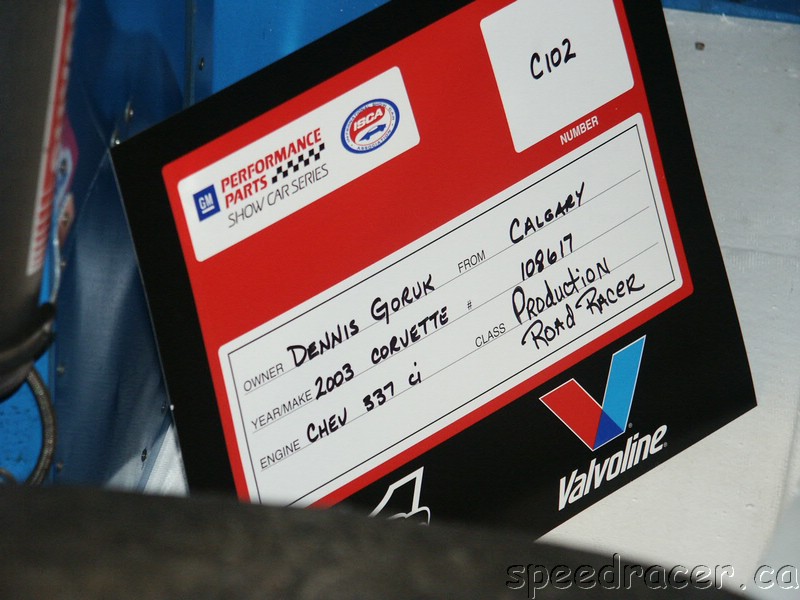 C102
NUMBER
GM PERFORMANCE
PARTS
SHOW CAR SERIES
ISCA
OWNER DENNIS GORUK FROM CALGARY
YEAR/MAKE 2003 CORVETTE # 108617
ENGINE CHEV 337 ci CLASS PRODUCTION
ROAD RACER
Valvoline
speedracer.ca